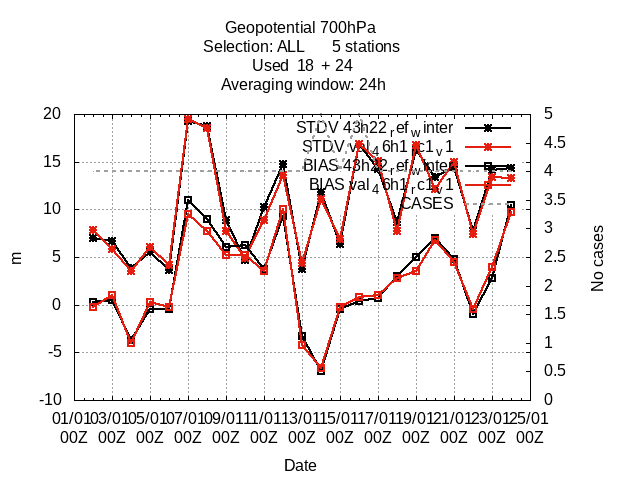 Geopotential 700hPa
Selection: ALL 5 stations
Used 18 + 24
Averaging window: 24h
STDV 43h22_ref_winter
STDV val_46h1_rc1_v1
BIAS 43h22_ref_winter
BIAS val_46h1_rc1_v1
CASES
20
15
10
5
0
-5
-10
m
5
4.5
4
3.5
3
2.5
2
1.5
1
0.5
0
No cases
01/01 03/01 05/01 07/01 09/01 11/01 13/01 15/01 17/01 19/01 21/01 23/01 25/01
00Z 00Z 00Z 00Z 00Z 00Z 00Z 00Z 00Z 00Z 00Z 00Z 00Z
Date